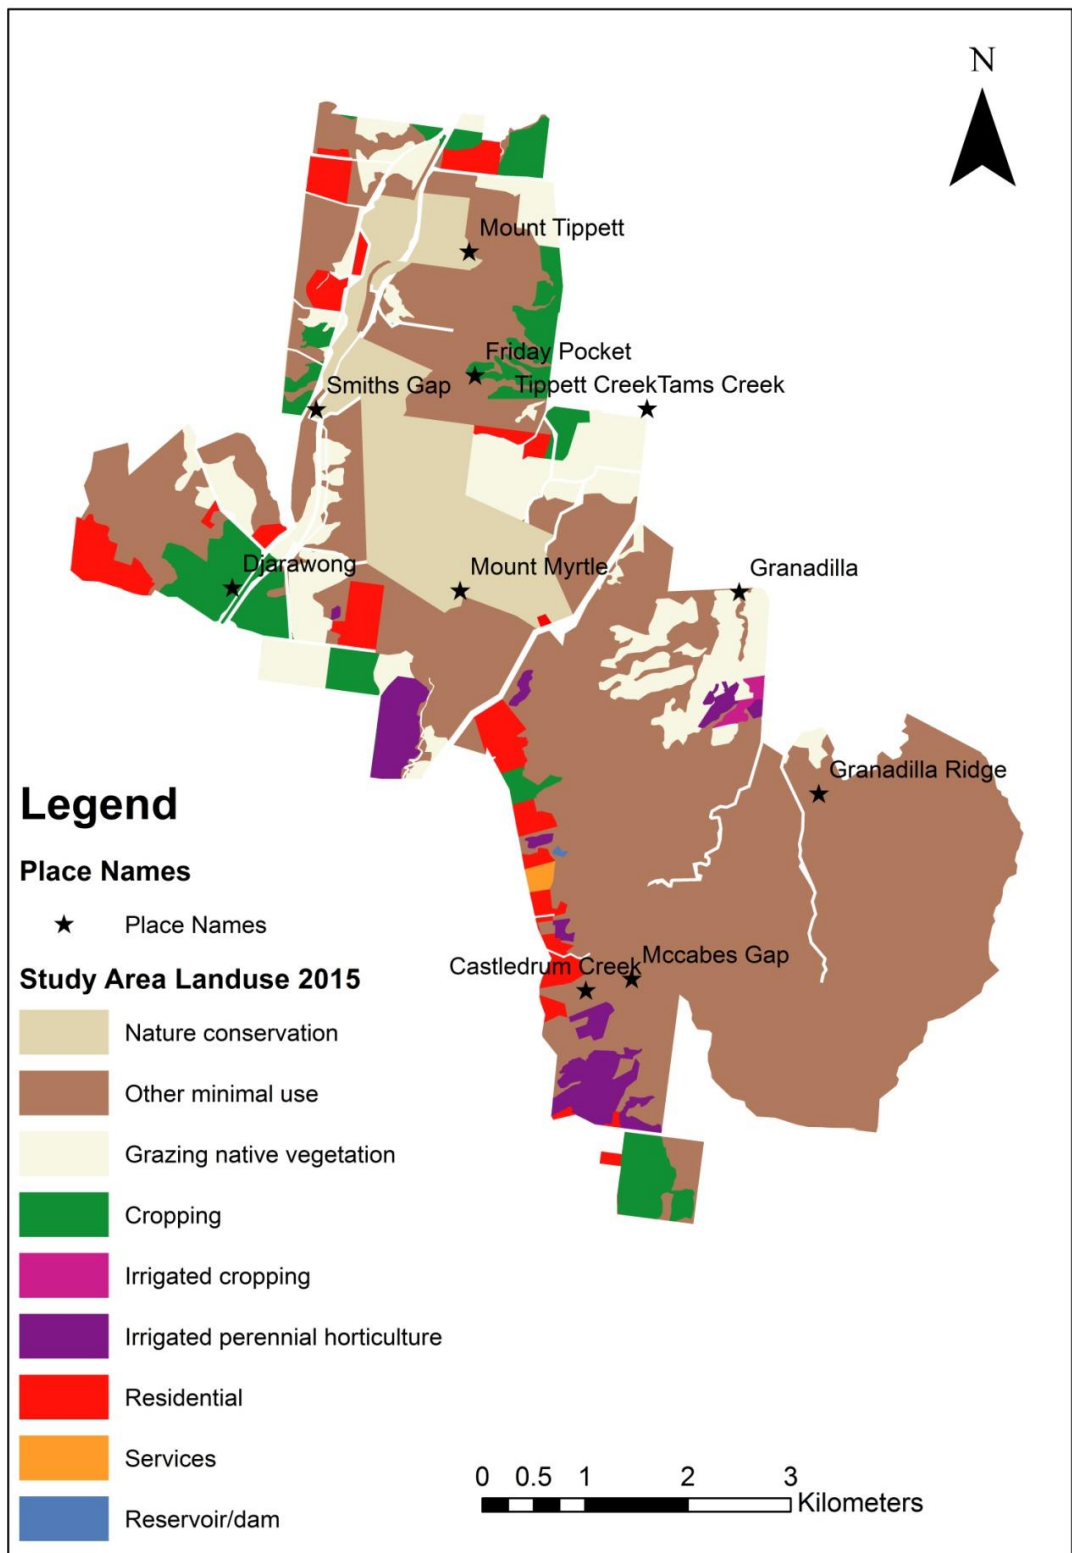 N
Mount Tippett
Friday Pocket
Smiths Gap
Tippett Creek
Tams Creek
Djarawong
Mount Myrtle
Granadilla
Granadilla Ridge
Castledrum Creek
Mccabes Gap
Legend
Place Names
Place Names
Study Area Landuse 2015
Nature conservation
Other minimal use
Grazing native vegetation
Cropping
Irrigated cropping
Irrigated perennial horticulture
Residential
Services
Reservoir/dam
0 0.5 1 2 3
Kilometers